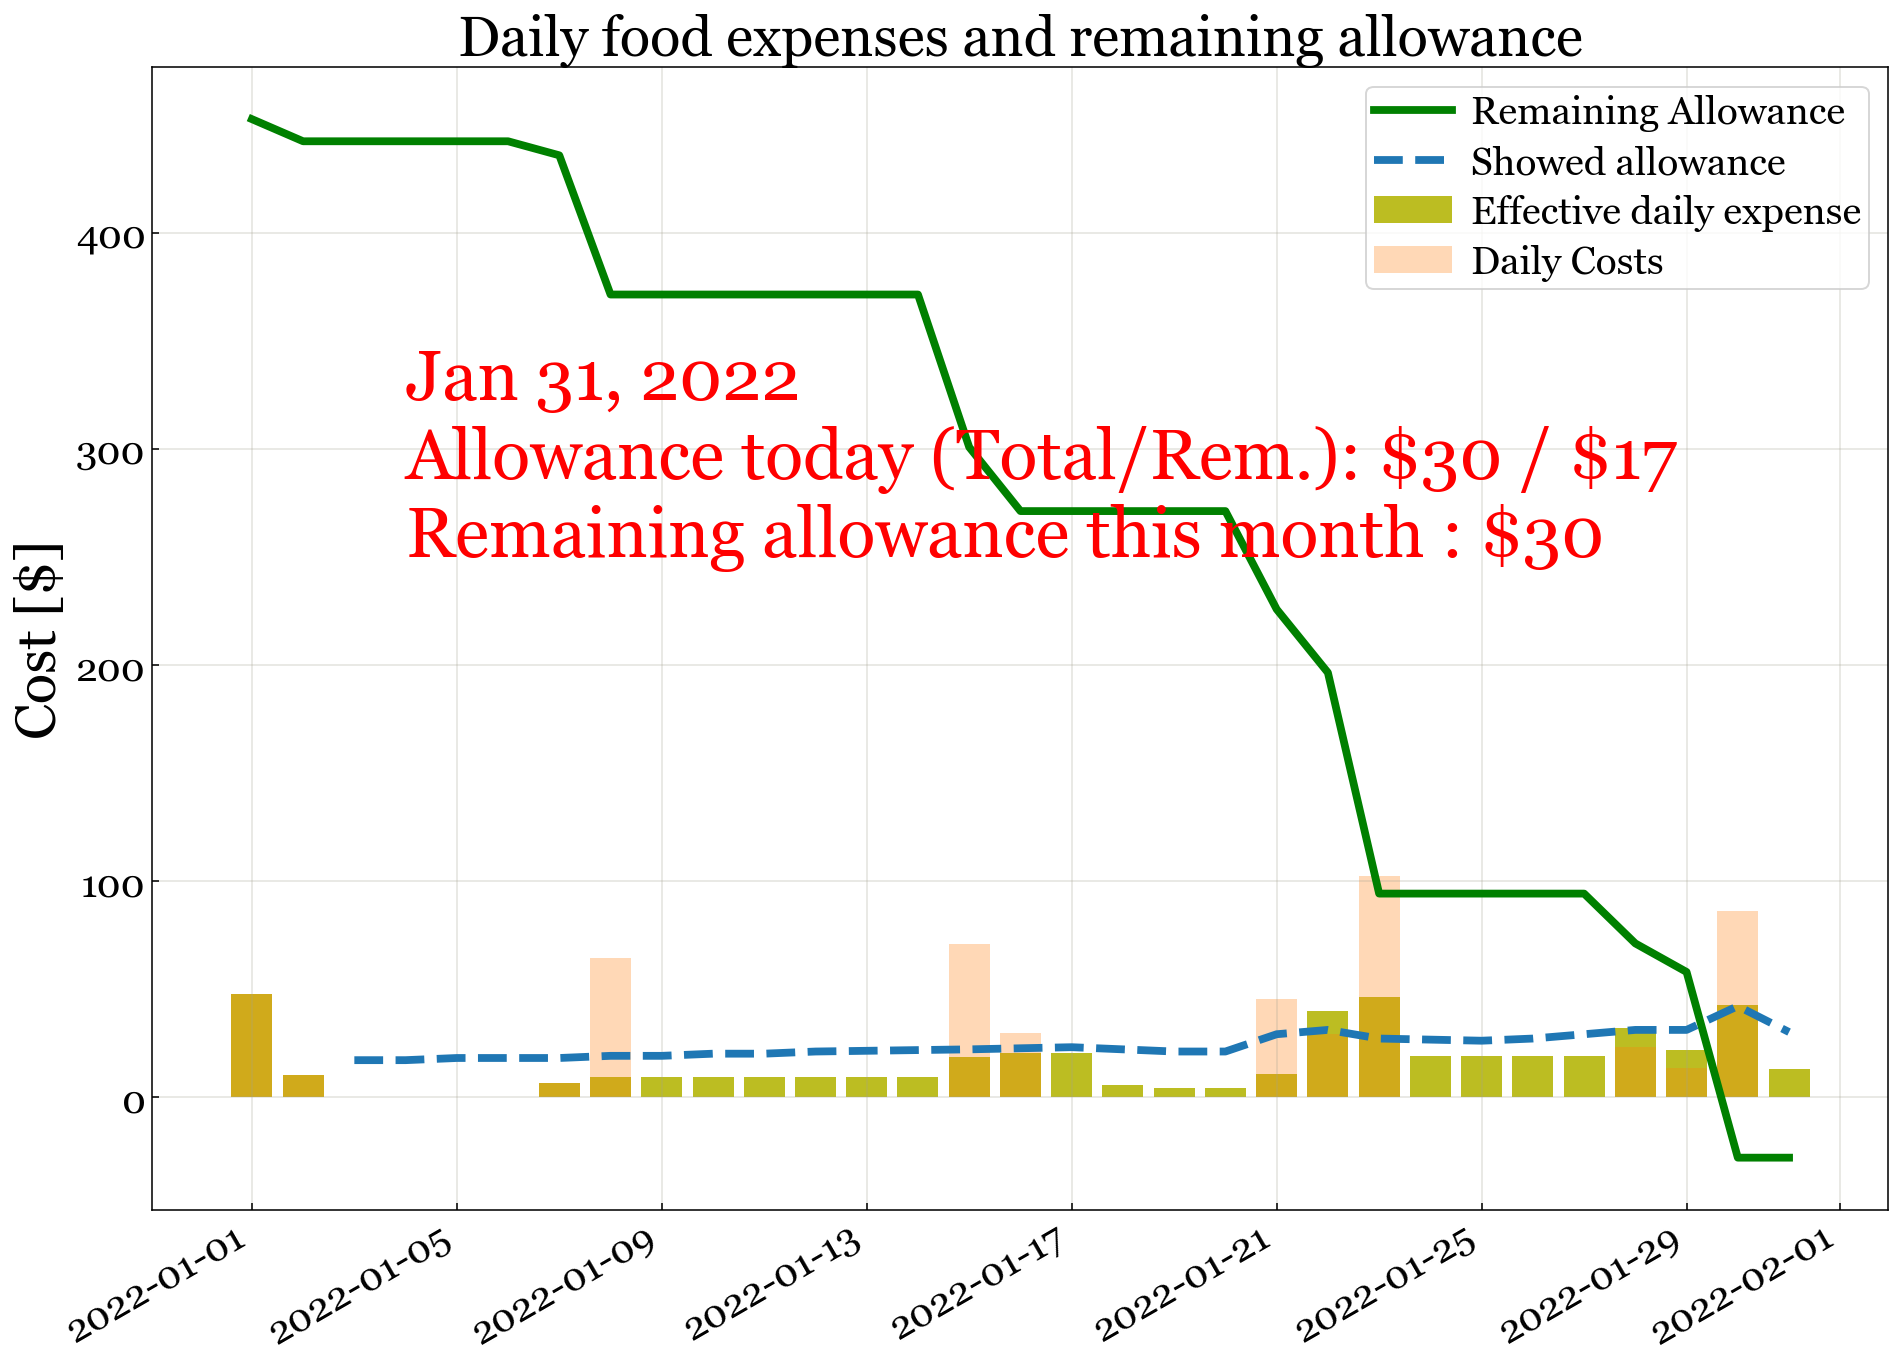 Daily food expenses and remaining allowance
Remaining Allowance
Showed allowance
Effective daily expense
Daily Costs
Jan 31, 2022
Allowance today (Total/Rem.): $30 / $17
Remaining allowance this month : $30
Cost [$]
400
300
200
100
0
2022-01-01
2022-01-05
2022-01-09
2022-01-13
2022-01-17
2022-01-21
2022-01-25
2022-01-29
2022-02-01